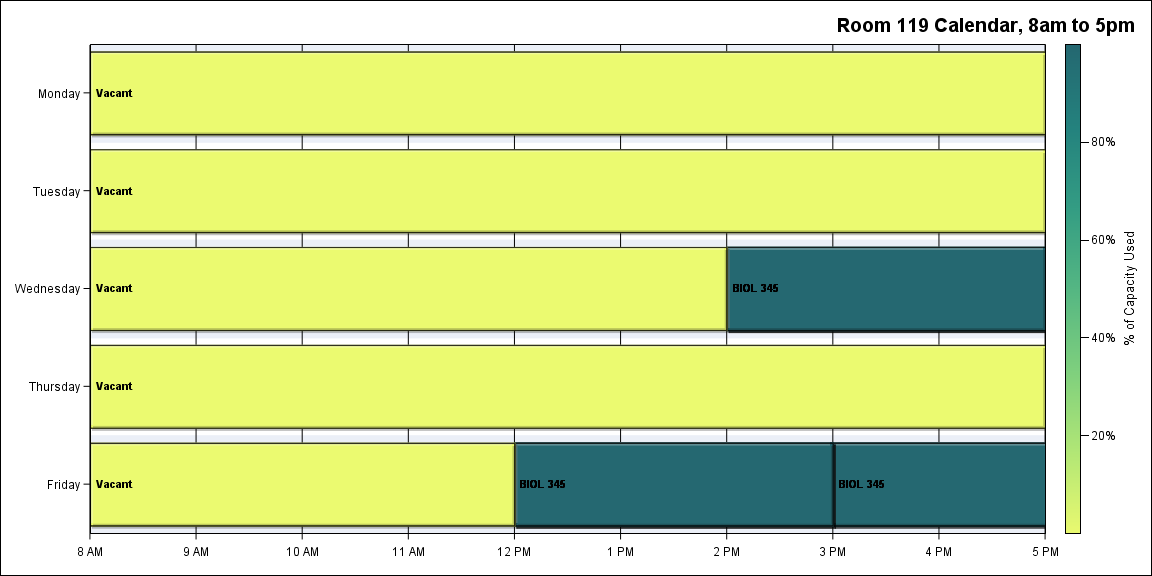 Room 119 Calendar, 8am to 5pm
Monday
Vacant
Tuesday
Vacant
Wednesday
Vacant
BIOL 345
Thursday
Vacant
Friday
Vacant
BIOL 345
BIOL 345
8 AM
9 AM
10 AM
11 AM
12 PM
1 PM
2 PM
3 PM
4 PM
5 PM
80%
60%
40%
20%
% of Capacity Used